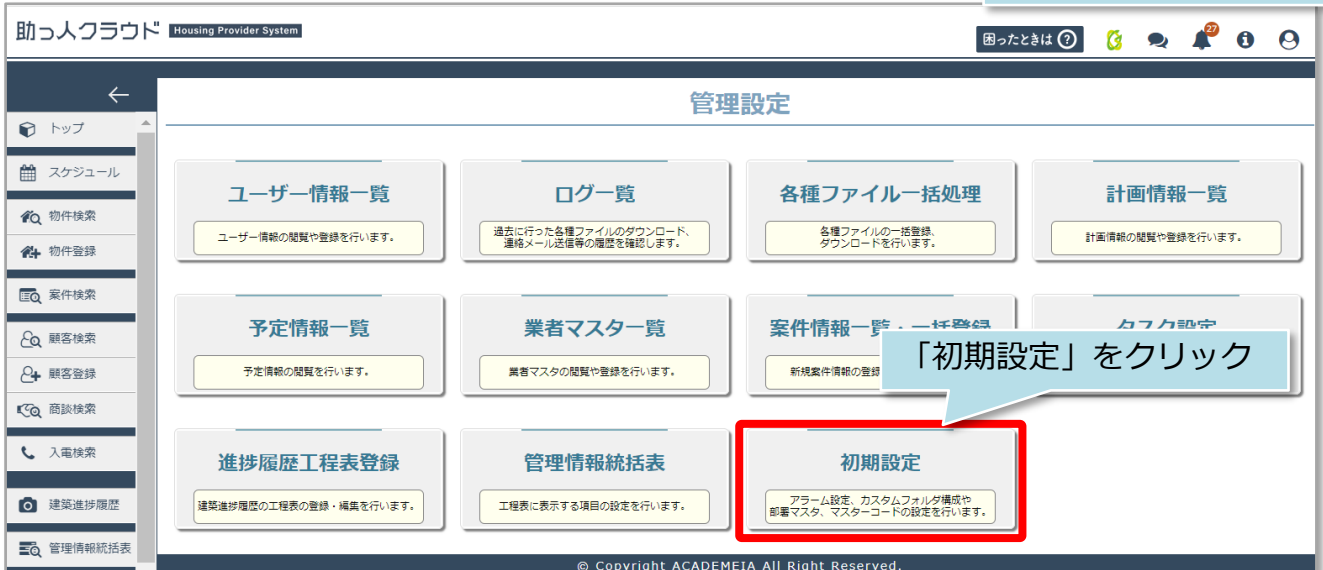 助っ人クラウド Housing Provider System
困ったときは ?
27
管理設定
トップ
スケジュール
物件検索
物件登録
案件検索
顧客検索
顧客登録
商談検索
入電検索
建築進捗履歴
管理情報統括表
ユーザー情報一覧
ユーザー情報の閲覧や登録を行います。
ログ一覧
過去に行った各種ファイルのダウンロード、
連絡メール送信等の履歴を確認します。
各種ファイル一括処理
各種ファイルの一括登録、
ダウンロードを行います。
計画情報一覧
計画情報の閲覧や登録を行います。
予定情報一覧
予定情報の閲覧を行います。
業者マスター覧
業者マスタの閲覧や登録を行います。
案件情報一覧・一括登録
新規案件情報の登録
タスク設定
「初期設定」をクリック
進捗履歴工程表登録
建築進捗履歴の工程表の登録・編集を行います。
管理情報統括表
工程表に表示する項目の設定を行います。
初期設定
アラーム設定、カスタムフォルダ構成や
部署マスタ、マスターコードの設定を行います。
© Copyright ACADEMEIA All Right Reserved.